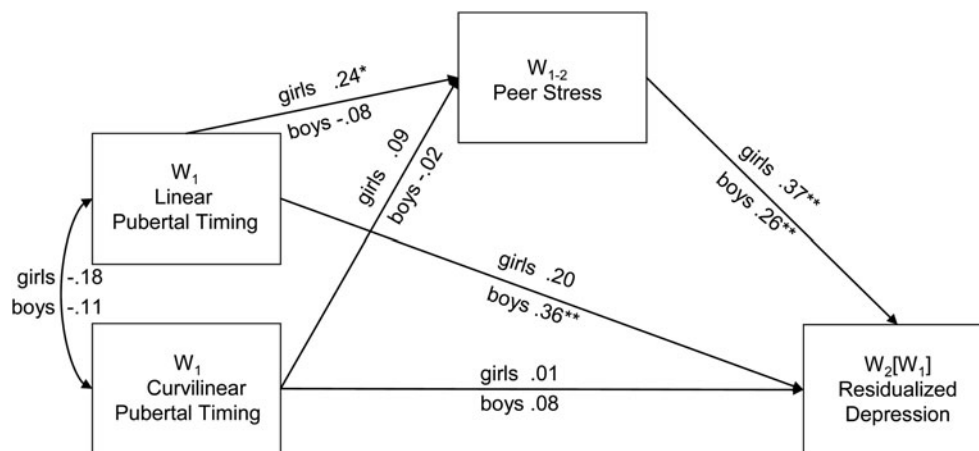 W₁₋₂
Peer Stress
girls .24*
boys -.08
W₁
Linear
Pubertal Timing
girls .09
boys -.02
girls .37**
boys .26**
girls -.18
boys -.11
girls .20
boys .36**
W₁
Curvilinear
Pubertal Timing
girls .01
boys .08
W₂[W₁]
Residualized
Depression